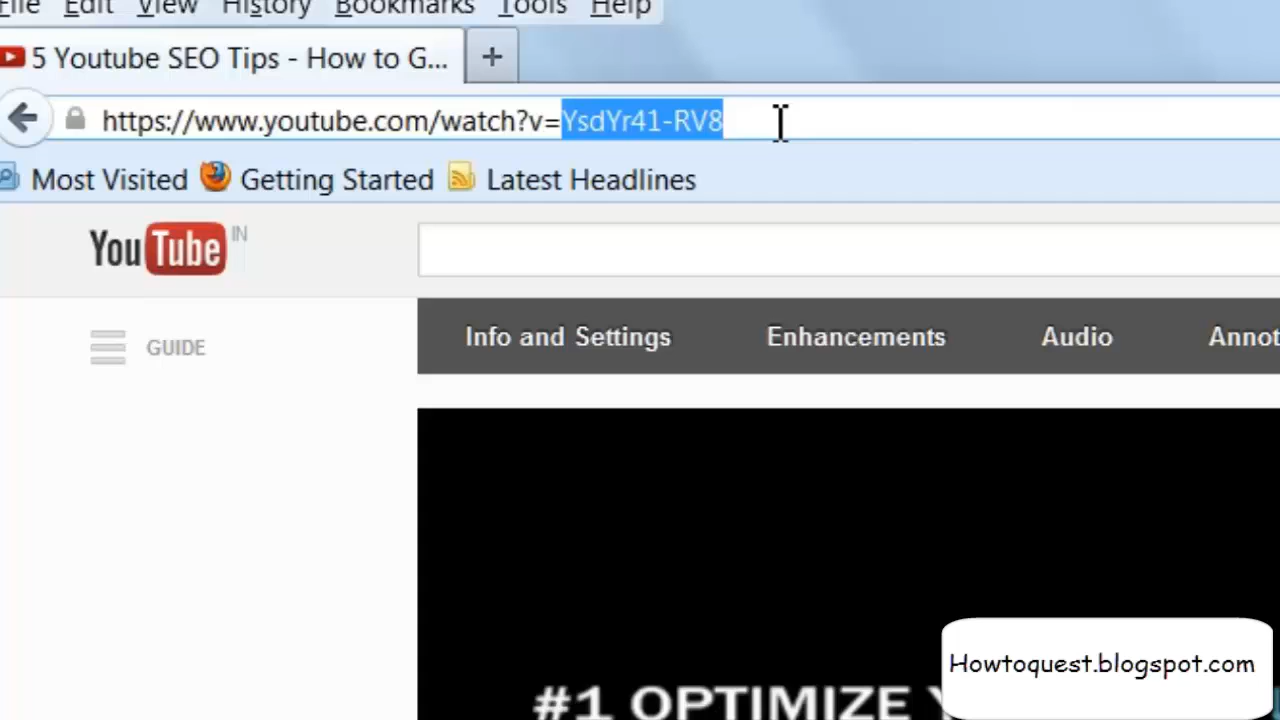 File Edit View History Bookmarks Tools Help
5 Youtube SEO Tips - How to G... +
https://www.youtube.com/watch?v=YsdYr41-RV8
Most Visited Getting Started Latest Headlines
YouTube IN
GUIDE
Info and Settings Enhancements Audio Annot
Howtoquest.blogspot.com
#1 OPTIMIZE Y